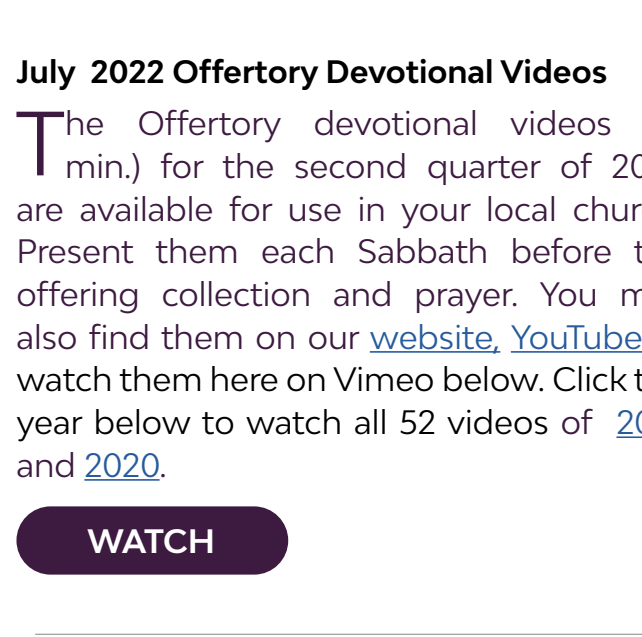 July 2022 Offertory Devotional Videos
The Offertory devotional videos
min.) for the second quarter of
are available for use in your local
Present them each Sabbath before
offering collection and prayer. You
also find them on our website, YouTube
watch them here on Vimeo below. Click
year below to watch all 52 videos of
and 2020.
WATCH